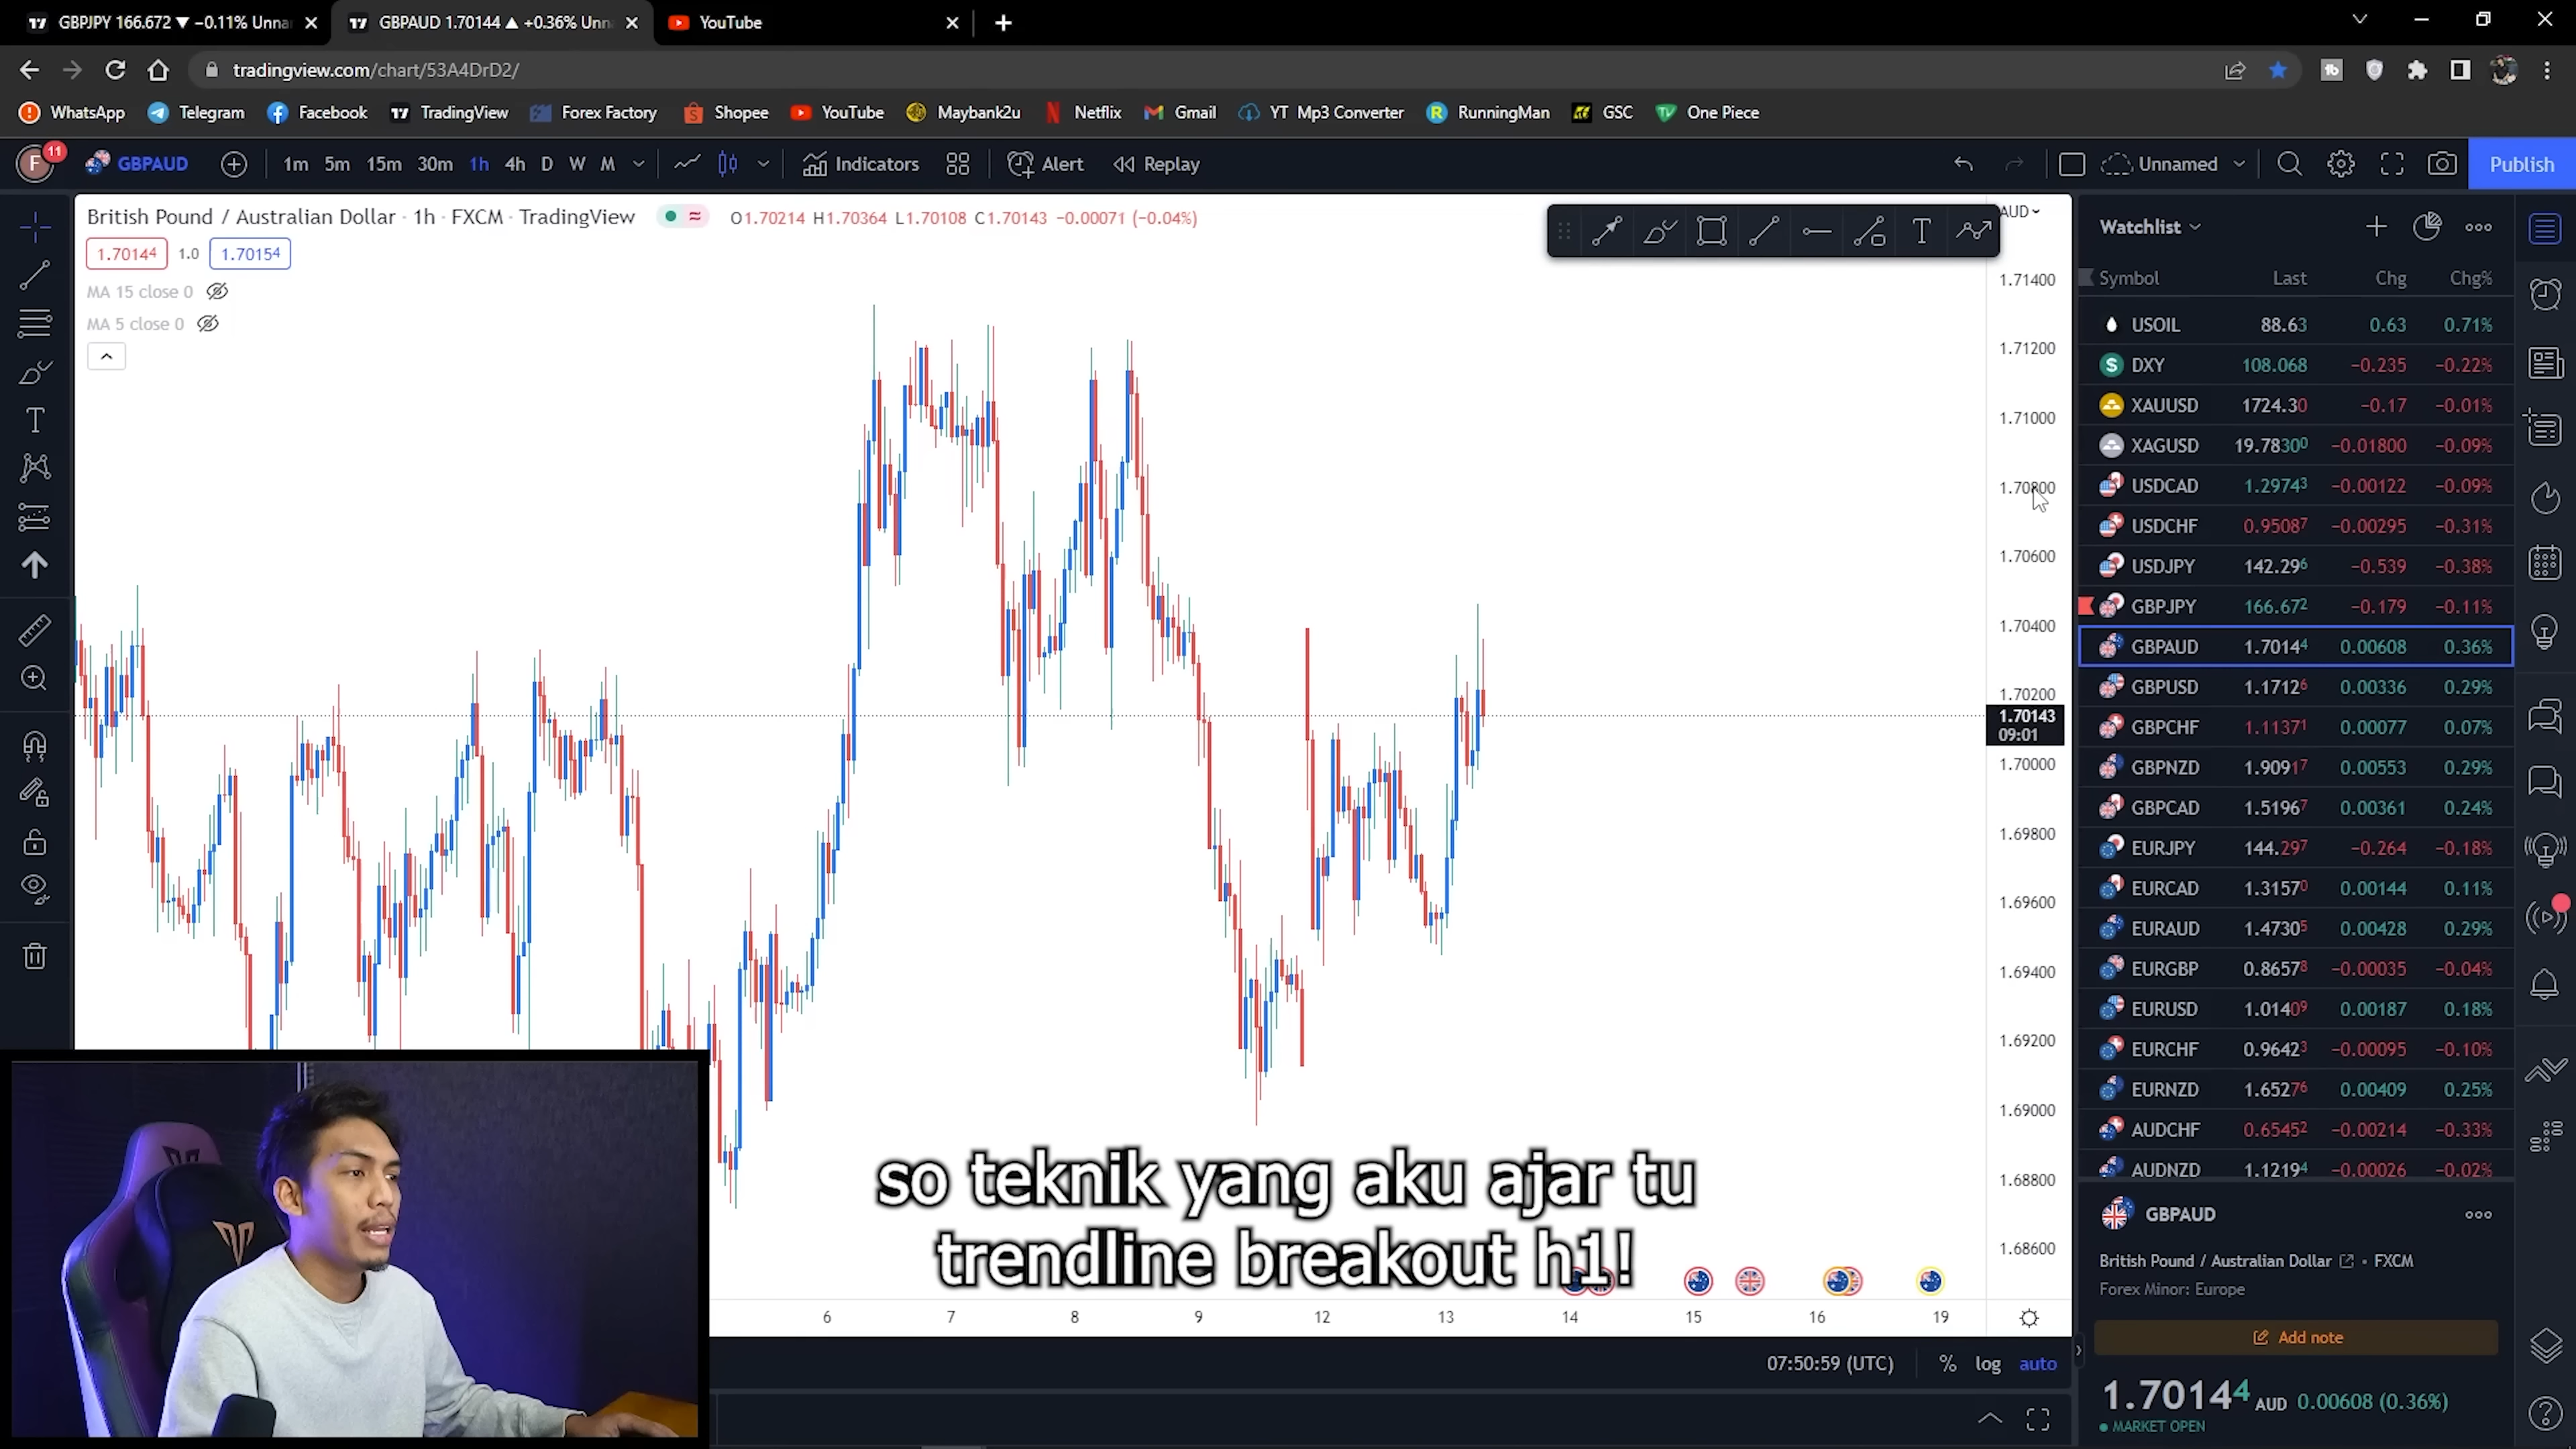 GBPJPY 166.672 ▼ −0.11% Unna
GBPAUD 1.70144 ▲ +0.36% Unn
YouTube
tradingview.com/chart/53A4DrD2/
WhatsApp
Telegram
Facebook
TradingView
Forex Factory
Shopee
YouTube
Maybank2u
Netflix
Gmail
YT Mp3 Converter
RunningMan
GSC
One Piece
F
11
GBPAUD
1m 5m 15m 30m 1h 4h D W M
Indicators
Alert
Replay
Unnamed
Publish
British Pound / Australian Dollar · 1h · FXCM · TradingView
O1.70214 H1.70364 L1.70108 C1.70143 −0.00071 (−0.04%)
1.70144 1.0 1.70154
MA 15 close 0
MA 5 close 0
AUD
1.71400
1.71200
1.71000
1.70800
1.70600
1.70400
1.70200
1.70143
09:01
1.70000
1.69800
1.69600
1.69400
1.69200
1.69000
1.68800
1.68600
Watchlist
Symbol Last Chg Chg%
USOIL 88.63 0.63 0.71%
DXY 108.068 −0.235 −0.22%
XAUUSD 1724.30 −0.17 −0.01%
XAGUSD 19.78300 −0.01800 −0.09%
USDCAD 1.29743 −0.00122 −0.09%
USDCHF 0.95087 −0.00295 −0.31%
USDJPY 142.296 −0.539 −0.38%
GBPJPY 166.672 −0.179 −0.11%
GBPAUD 1.70144 0.00608 0.36%
GBPUSD 1.17126 0.00336 0.29%
GBPCHF 1.11371 0.00077 0.07%
GBPNZD 1.90917 0.00553 0.29%
GBPCAD 1.51967 0.00361 0.24%
EURJPY 144.297 −0.264 −0.18%
EURCAD 1.31570 0.00144 0.11%
EURAUD 1.47305 0.00428 0.29%
EURGBP 0.86578 −0.00035 −0.04%
EURUSD 1.01409 0.00187 0.18%
EURCHF 0.96423 −0.00095 −0.10%
EURNZD 1.65276 0.00409 0.25%
AUDCHF 0.65452 −0.00214 −0.33%
AUDNZD 1.12194 −0.00026 −0.02%
GBPAUD
British Pound / Australian Dollar • FXCM
Forex Minor: Europe
Add note
1.70144 AUD 0.00608 (0.36%)
MARKET OPEN
so teknik yang aku ajar tu
trendline breakout h1!
6 7 8 9 12 13 14 15 16 19
07:50:59 (UTC) % log auto